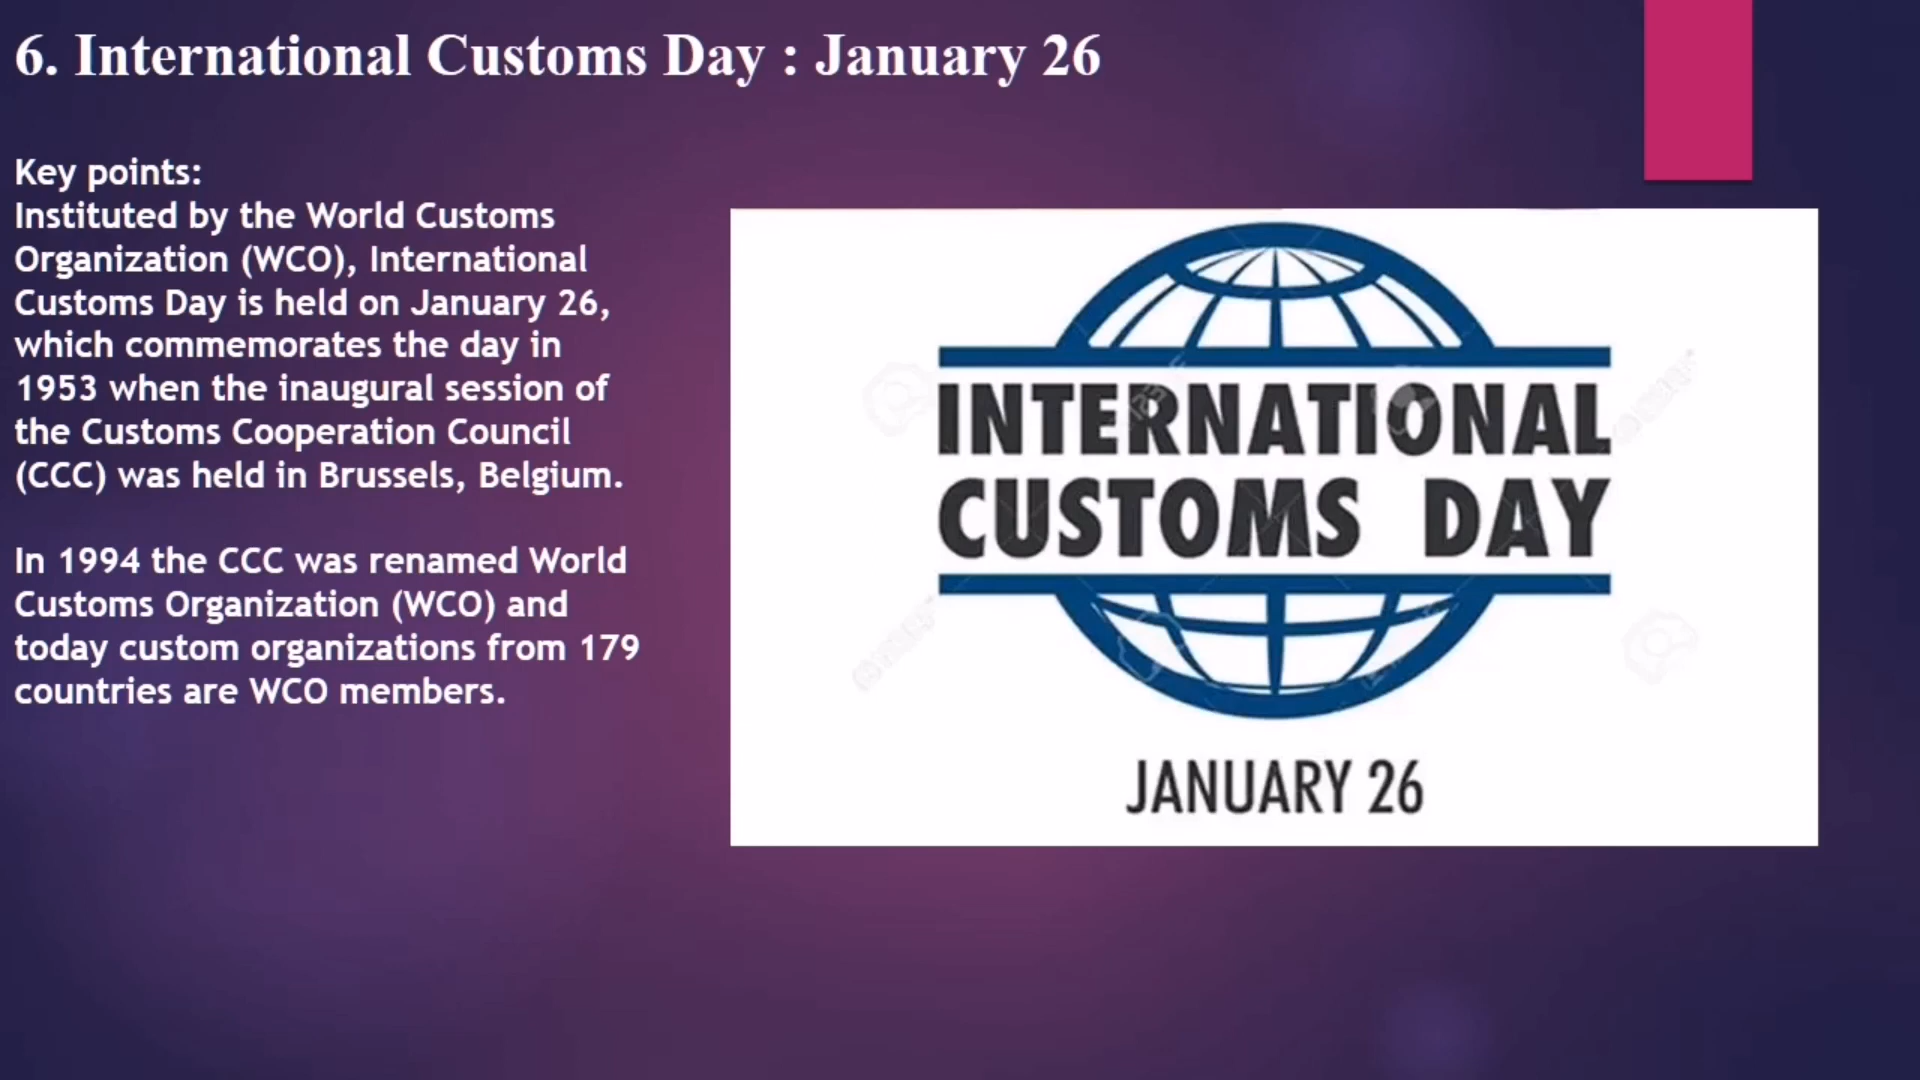 6. International Customs Day : January 26
Key points:
Instituted by the World Customs
Organization (WCO), International
Customs Day is held on January 26,
which commemorates the day in
1953 when the inaugural session of
the Customs Cooperation Council
(CCC) was held in Brussels, Belgium.
In 1994 the CCC was renamed World
Customs Organization (WCO) and
today custom organizations from 179
countries are WCO members.
INTERNATIONAL
CUSTOMS DAY
JANUARY 26